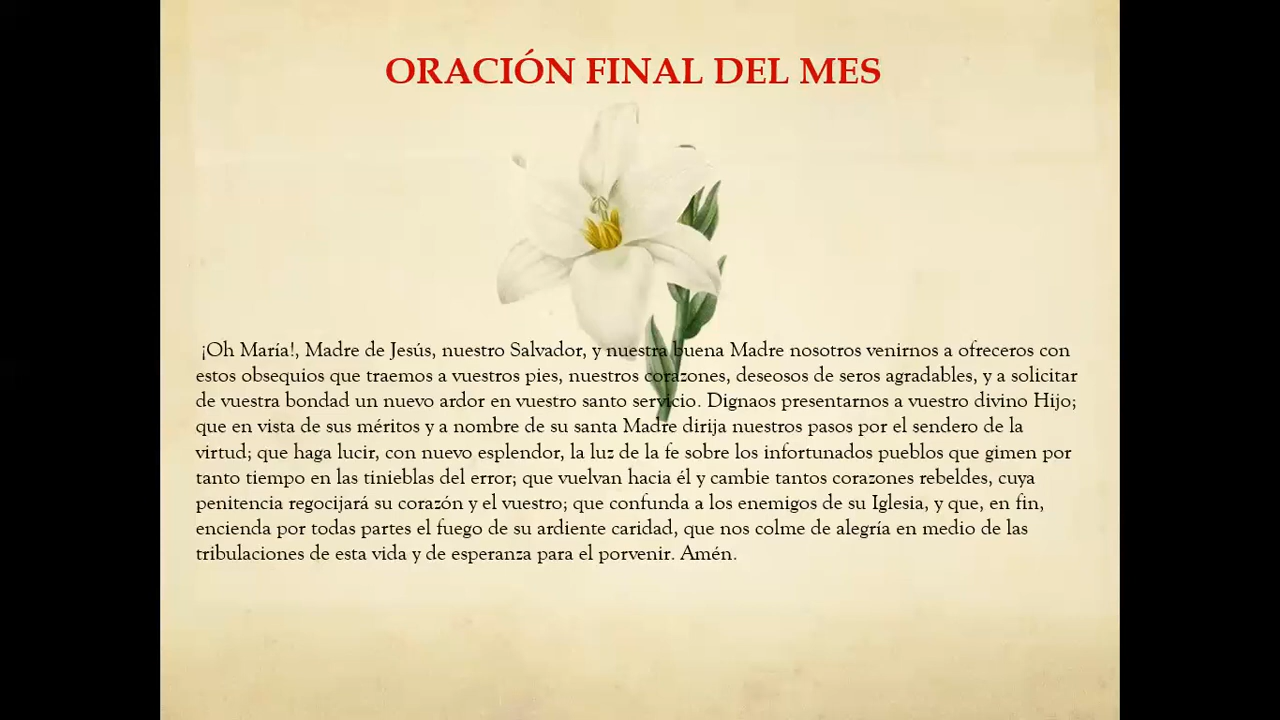 ORACIÓN FINAL DEL MES
¡Oh María!, Madre de Jesús, nuestro Salvador, y nuestra buena Madre nosotros venirnos a ofreceros con
estos obsequios que traemos a vuestros pies, nuestros corazones, deseosos de seros agradables, y a solicitar
de vuestra bondad un nuevo ardor en vuestro santo servicio. Dignaos presentarnos a vuestro divino Hijo;
que en vista de sus méritos y a nombre de su santa Madre dirija nuestros pasos por el sendero de la
virtud; que haga lucir, con nuevo esplendor, la luz de la fe sobre los infortunados pueblos que gimen por
tanto tiempo en las tinieblas del error; que vuelvan hacia él y cambie tantos corazones rebeldes, cuya
penitencia regocijará su corazón y el vuestro; que confunda a los enemigos de su Iglesia, y que, en fin,
encienda por todas partes el fuego de su ardiente caridad, que nos colme de alegría en medio de las
tribulaciones de esta vida y de esperanza para el porvenir. Amén.